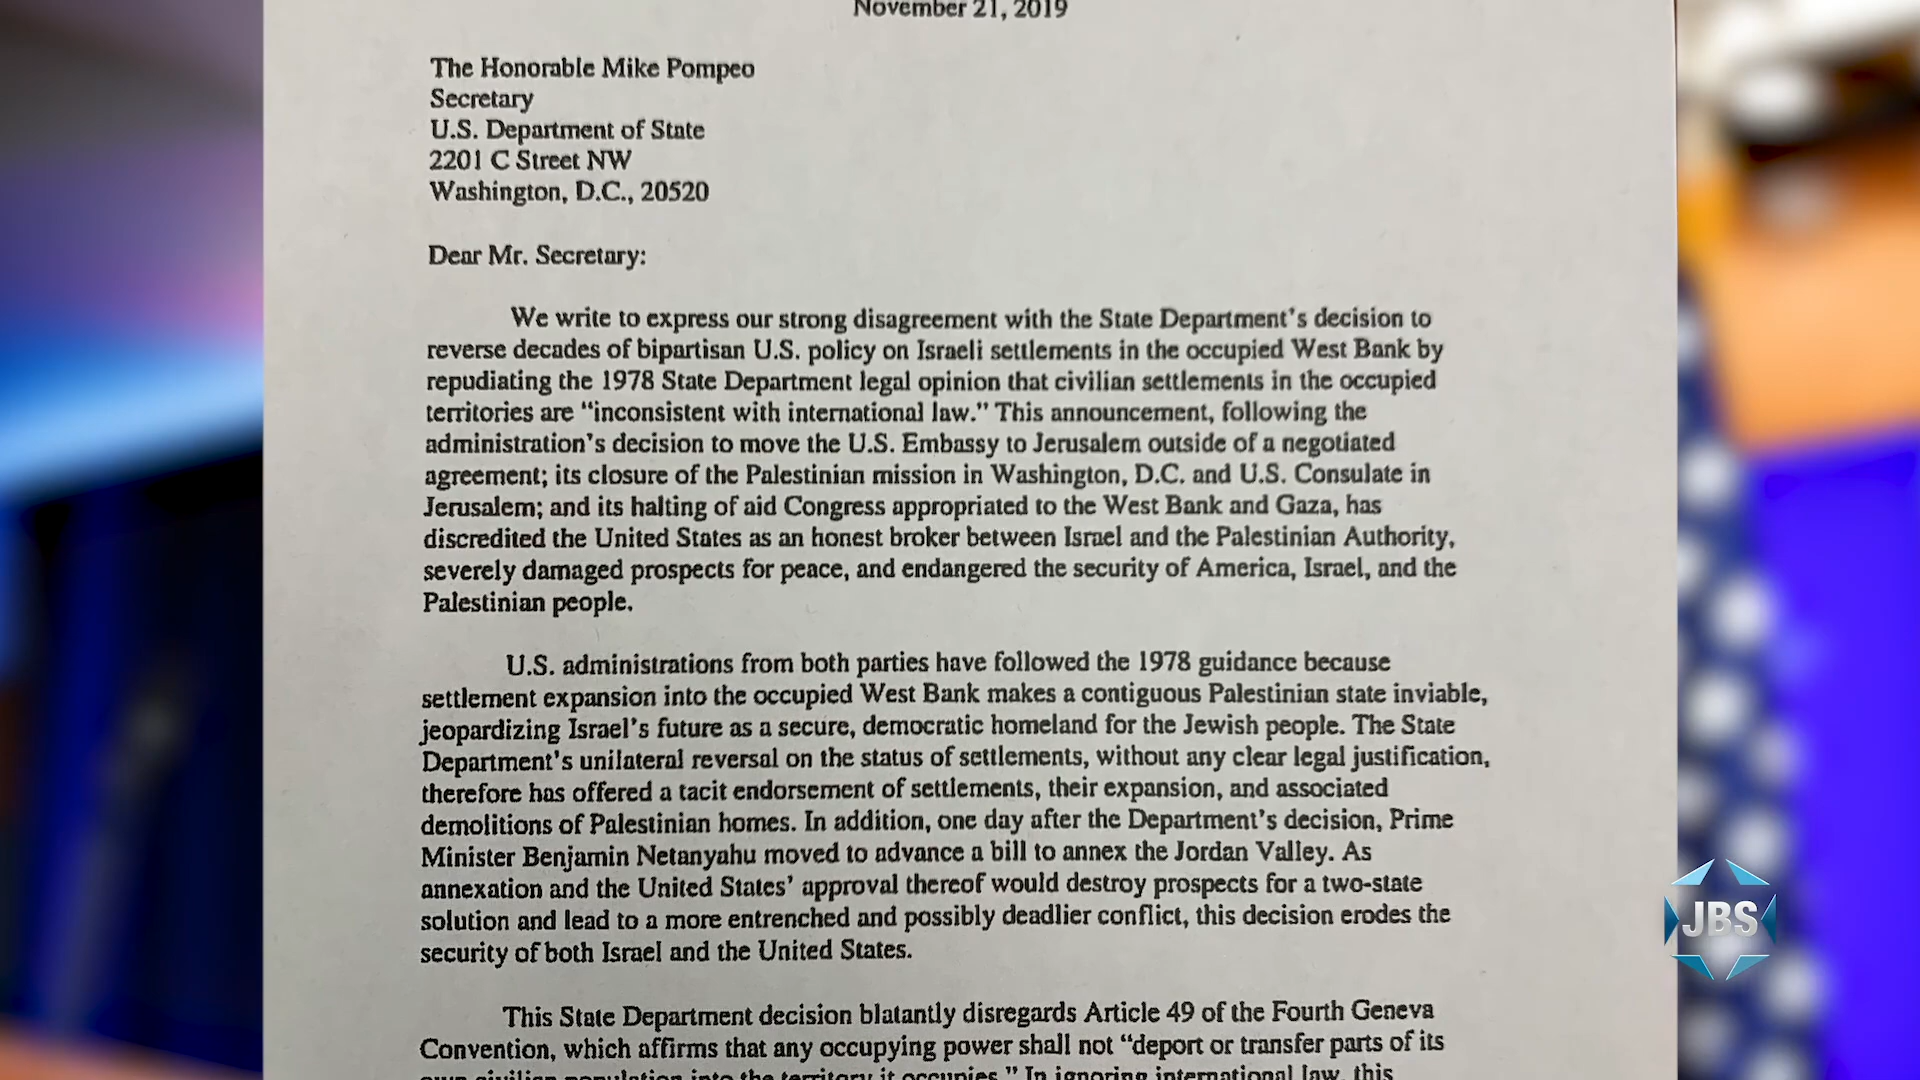 November 21, 2019
The Honorable Mike Pompeo
Secretary
U.S. Department of State
2201 C Street NW
Washington, D.C., 20520
Dear Mr. Secretary:
We write to express our strong disagreement with the State Department's decision to
reverse decades of bipartisan U.S. policy on Israeli settlements in the occupied West Bank by
repudiating the 1978 State Department legal opinion that civilian settlements in the occupied
territories are “inconsistent with international law.” This announcement, following the
administration's decision to move the U.S. Embassy to Jerusalem outside of a negotiated
agreement; its closure of the Palestinian mission in Washington, D.C. and U.S. Consulate in
Jerusalem; and its halting of aid Congress appropriated to the West Bank and Gaza, has
discredited the United States as an honest broker between Israel and the Palestinian Authority,
severely damaged prospects for peace, and endangered the security of America, Israel, and the
Palestinian people.
U.S. administrations from both parties have followed the 1978 guidance because
settlement expansion into the occupied West Bank makes a contiguous Palestinian state inviable,
jeopardizing Israel's future as a secure, democratic homeland for the Jewish people. The State
Department's unilateral reversal on the status of settlements, without any clear legal justification,
therefore has offered a tacit endorsement of settlements, their expansion, and associated
demolitions of Palestinian homes. In addition, one day after the Department's decision, Prime
Minister Benjamin Netanyahu moved to advance a bill to annex the Jordan Valley. As
annexation and the United States' approval thereof would destroy prospects for a two-state
solution and lead to a more entrenched and possibly deadlier conflict, this decision erodes the
security of both Israel and the United States.
This State Department decision blatantly disregards Article 49 of the Fourth Geneva
Convention, which affirms that any occupying power shall not “deport or transfer parts of its
own civilian population into the territory it occupies.” In ignoring international law, this
JBS